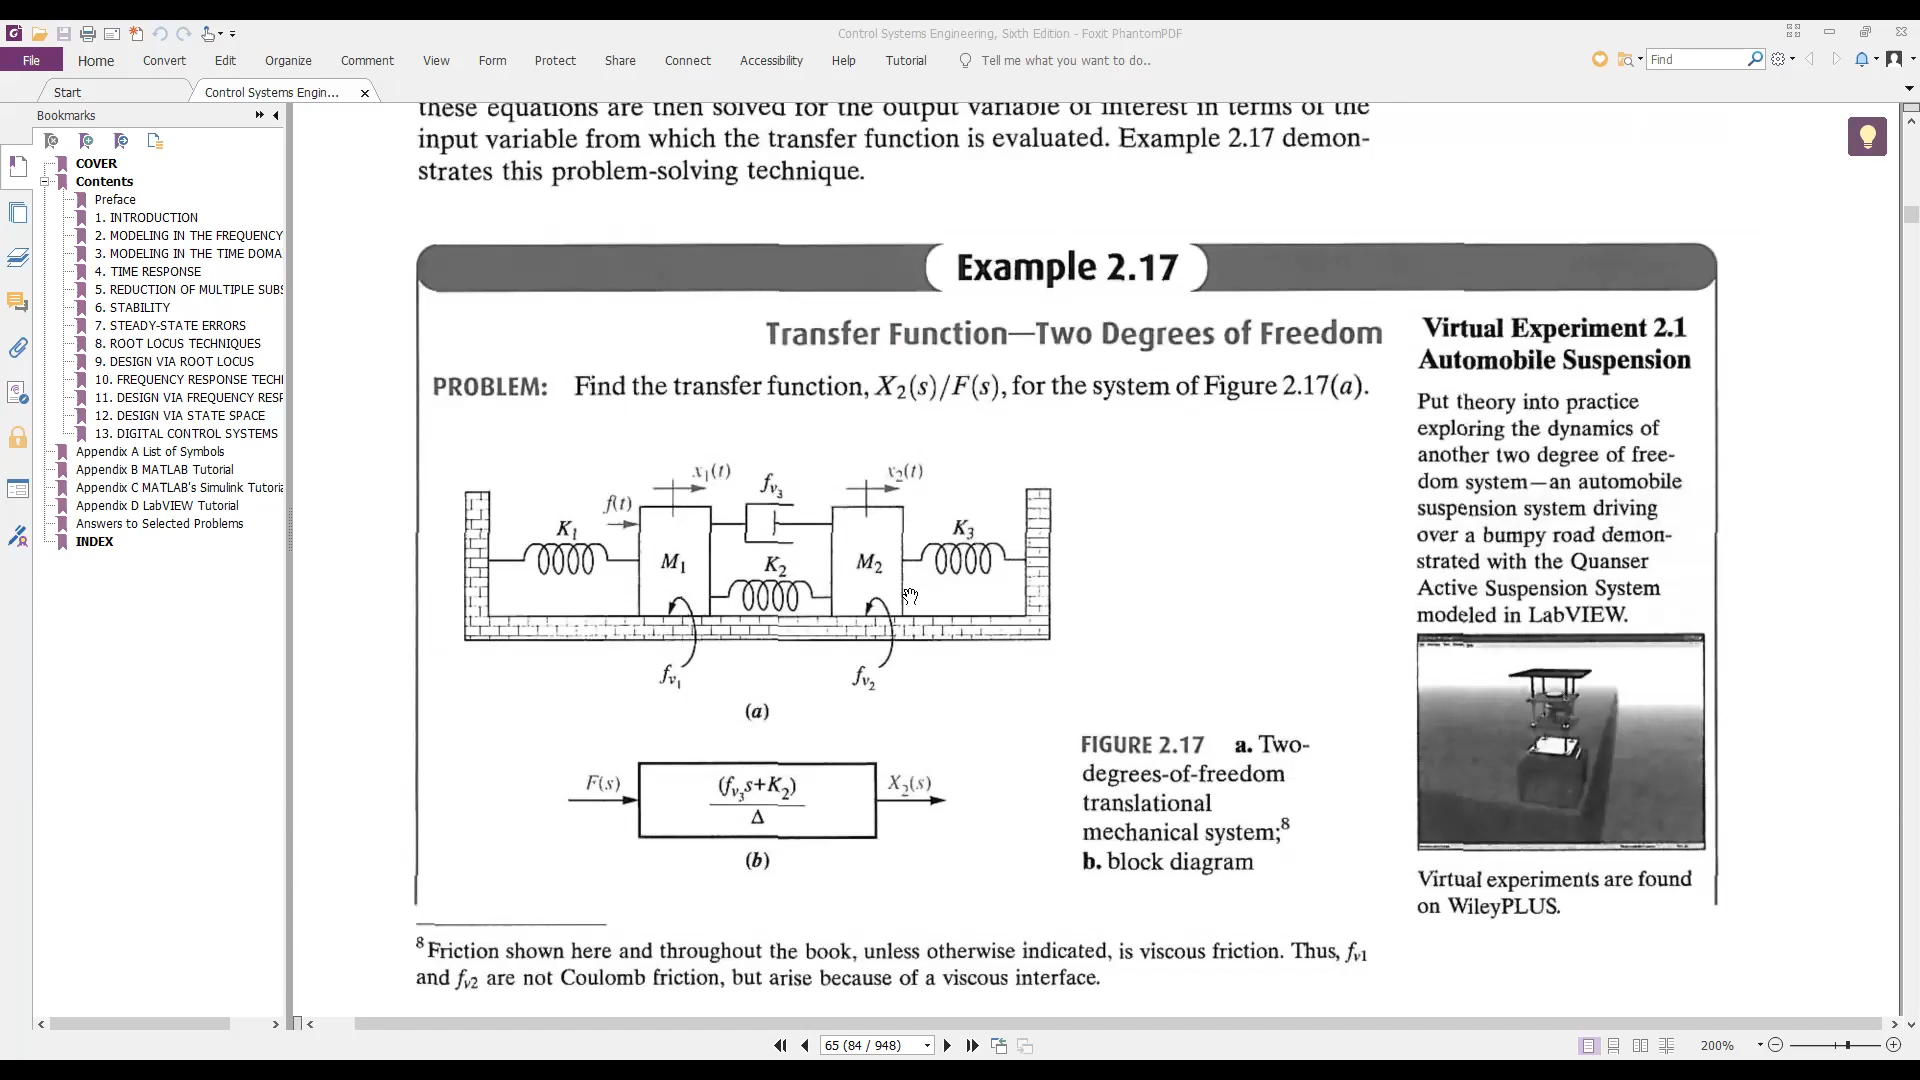 Control Systems Engineering, Sixth Edition - Foxit PhantomPDF
File Home Convert Edit Organize Comment View Form Protect Share Connect Accessibility Help Tutorial Tell me what you want to do.. Find
Start Control Systems Engin... ×
Bookmarks
COVER
Contents
Preface
1. INTRODUCTION
2. MODELING IN THE FREQUENCY
3. MODELING IN THE TIME DOMA
4. TIME RESPONSE
5. REDUCTION OF MULTIPLE SUBS
6. STABILITY
7. STEADY-STATE ERRORS
8. ROOT LOCUS TECHNIQUES
9. DESIGN VIA ROOT LOCUS
10. FREQUENCY RESPONSE TECH
11. DESIGN VIA FREQUENCY RESP
12. DESIGN VIA STATE SPACE
13. DIGITAL CONTROL SYSTEMS
Appendix A List of Symbols
Appendix B MATLAB Tutorial
Appendix C MATLAB's Simulink Tutoria
Appendix D LabVIEW Tutorial
Answers to Selected Problems
INDEX
these equations are then solved for the output variable of interest in terms of the
input variable from which the transfer function is evaluated. Example 2.17 demon-
strates this problem-solving technique.
Example 2.17
Transfer Function—Two Degrees of Freedom
PROBLEM: Find the transfer function, X₂(s)/F(s), for the system of Figure 2.17(a).
x₁(t) x₂(t)
f(t) fᵥ₃
K₁ K₃
M₁ K₂ M₂
fᵥ₁ fᵥ₂
(a)
F(s) (fᵥ₃s+K₂) X₂(s)
Δ
(b)
FIGURE 2.17 a. Two-
degrees-of-freedom
translational
mechanical system;⁸
b. block diagram
Virtual Experiment 2.1
Automobile Suspension
Put theory into practice
exploring the dynamics of
another two degree of free-
dom system—an automobile
suspension system driving
over a bumpy road demon-
strated with the Quanser
Active Suspension System
modeled in LabVIEW.
Virtual experiments are found
on WileyPLUS.
⁸Friction shown here and throughout the book, unless otherwise indicated, is viscous friction. Thus, fᵥ₁
and fᵥ₂ are not Coulomb friction, but arise because of a viscous interface.
65 (84 / 948) 200%